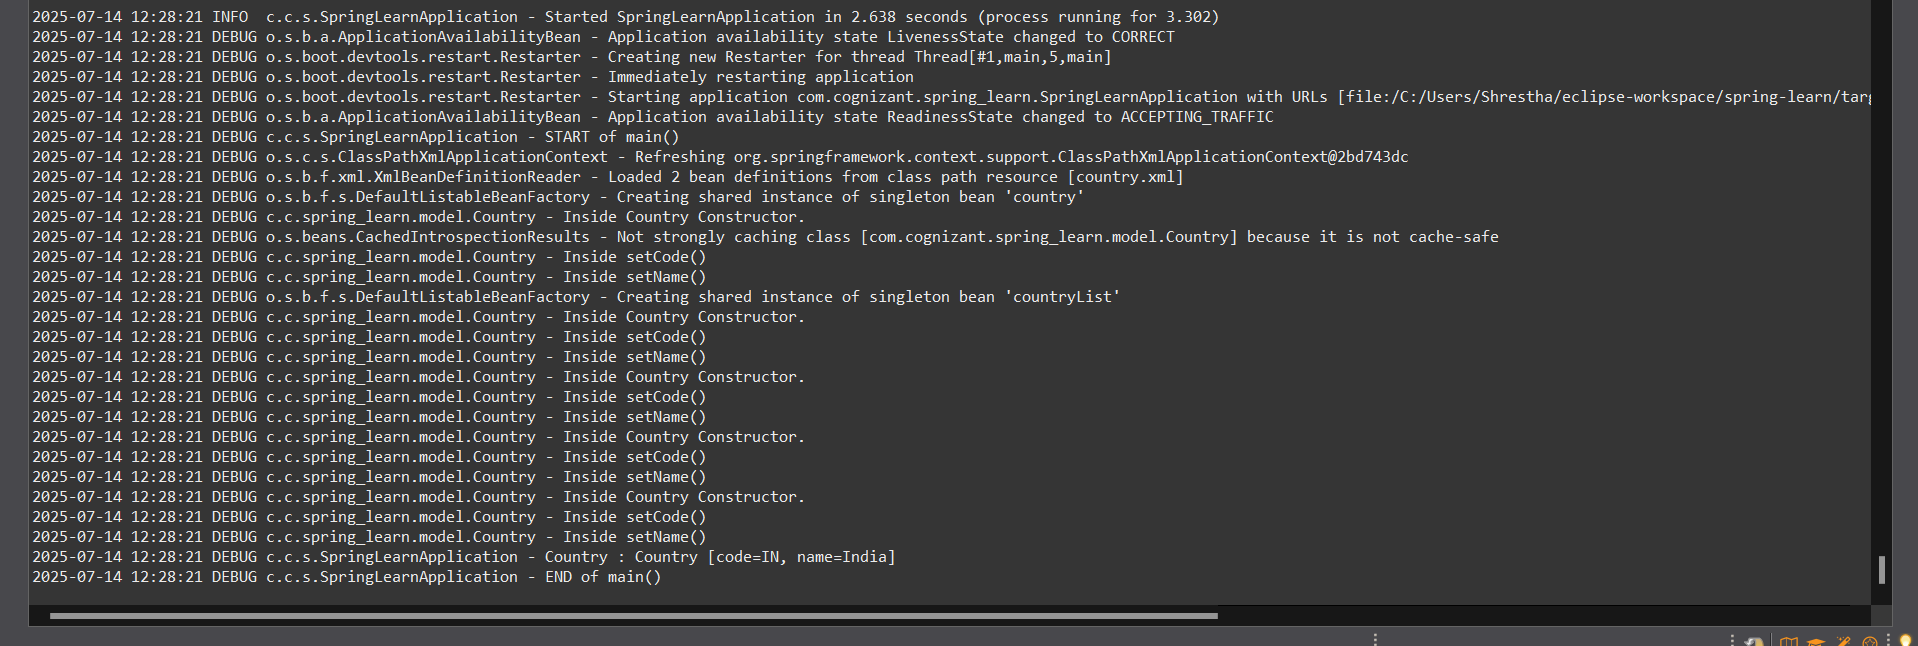 2025-07-14 12:28:21 INFO  c.c.s.SpringLearnApplication - Started SpringLearnApplication in 2.638 seconds (process running for 3.302)
2025-07-14 12:28:21 DEBUG o.s.b.a.ApplicationAvailabilityBean - Application availability state LivenessState changed to CORRECT
2025-07-14 12:28:21 DEBUG o.s.boot.devtools.restart.Restarter - Creating new Restarter for thread Thread[#1,main,5,main]
2025-07-14 12:28:21 DEBUG o.s.boot.devtools.restart.Restarter - Immediately restarting application
2025-07-14 12:28:21 DEBUG o.s.boot.devtools.restart.Restarter - Starting application com.cognizant.spring_learn.SpringLearnApplication with URLs [file:/C:/Users/Shrestha/eclipse-workspace/spring-learn/targ
2025-07-14 12:28:21 DEBUG o.s.b.a.ApplicationAvailabilityBean - Application availability state ReadinessState changed to ACCEPTING_TRAFFIC
2025-07-14 12:28:21 DEBUG c.c.s.SpringLearnApplication - START of main()
2025-07-14 12:28:21 DEBUG o.s.c.s.ClassPathXmlApplicationContext - Refreshing org.springframework.context.support.ClassPathXmlApplicationContext@2bd743dc
2025-07-14 12:28:21 DEBUG o.s.b.f.xml.XmlBeanDefinitionReader - Loaded 2 bean definitions from class path resource [country.xml]
2025-07-14 12:28:21 DEBUG o.s.b.f.s.DefaultListableBeanFactory - Creating shared instance of singleton bean 'country'
2025-07-14 12:28:21 DEBUG c.c.spring_learn.model.Country - Inside Country Constructor.
2025-07-14 12:28:21 DEBUG o.s.beans.CachedIntrospectionResults - Not strongly caching class [com.cognizant.spring_learn.model.Country] because it is not cache-safe
2025-07-14 12:28:21 DEBUG c.c.spring_learn.model.Country - Inside setCode()
2025-07-14 12:28:21 DEBUG c.c.spring_learn.model.Country - Inside setName()
2025-07-14 12:28:21 DEBUG o.s.b.f.s.DefaultListableBeanFactory - Creating shared instance of singleton bean 'countryList'
2025-07-14 12:28:21 DEBUG c.c.spring_learn.model.Country - Inside Country Constructor.
2025-07-14 12:28:21 DEBUG c.c.spring_learn.model.Country - Inside setCode()
2025-07-14 12:28:21 DEBUG c.c.spring_learn.model.Country - Inside setName()
2025-07-14 12:28:21 DEBUG c.c.spring_learn.model.Country - Inside Country Constructor.
2025-07-14 12:28:21 DEBUG c.c.spring_learn.model.Country - Inside setCode()
2025-07-14 12:28:21 DEBUG c.c.spring_learn.model.Country - Inside setName()
2025-07-14 12:28:21 DEBUG c.c.spring_learn.model.Country - Inside Country Constructor.
2025-07-14 12:28:21 DEBUG c.c.spring_learn.model.Country - Inside setCode()
2025-07-14 12:28:21 DEBUG c.c.spring_learn.model.Country - Inside setName()
2025-07-14 12:28:21 DEBUG c.c.spring_learn.model.Country - Inside Country Constructor.
2025-07-14 12:28:21 DEBUG c.c.spring_learn.model.Country - Inside setCode()
2025-07-14 12:28:21 DEBUG c.c.spring_learn.model.Country - Inside setName()
2025-07-14 12:28:21 DEBUG c.c.s.SpringLearnApplication - Country : Country [code=IN, name=India]
2025-07-14 12:28:21 DEBUG c.c.s.SpringLearnApplication - END of main()